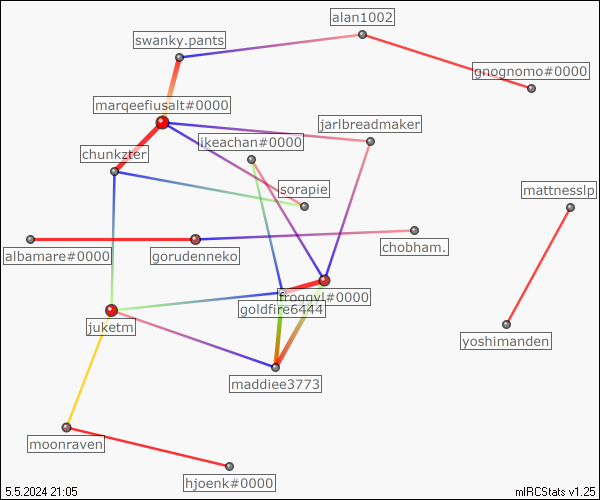 alan1002
swanky.pants
gnognomo#0000
marqeefiusalt#0000
jarlbreadmaker
ikeachan#0000
chunkzter
sorapie
mattnesslp
chobham.
albamare#0000
gorudenneko
froggyl#0000
goldfire6444
juketm
yoshimanden
maddiee3773
moonraven
hjoenk#0000
5.5.2024 21:05
mIRCStats v1.25